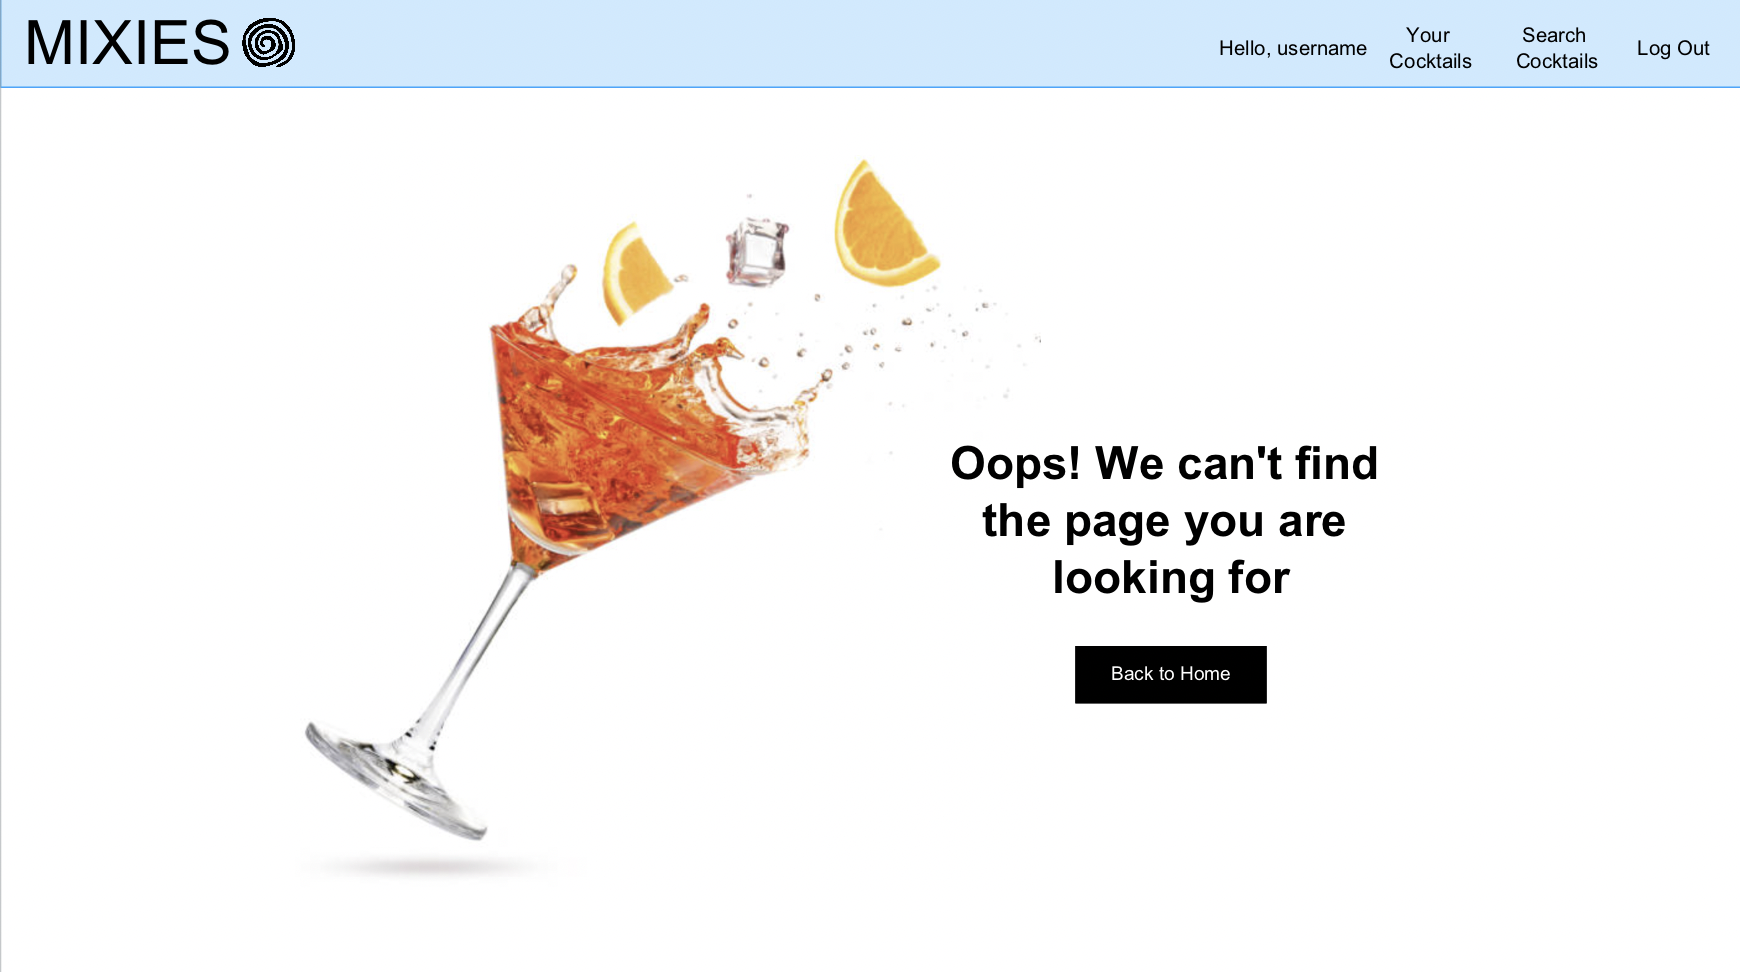 MIXIES
Hello, username
Your
Cocktails
Search
Cocktails
Log Out
Oops! We can't find
the page you are
looking for
Back to Home